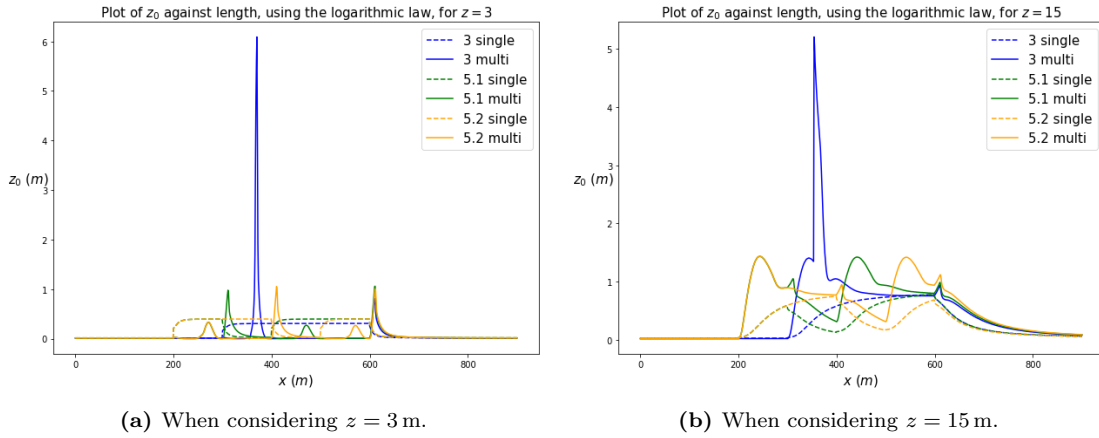 Plot of z₀ against length, using the logarithmic law, for z = 3
6
5
4
3
2
1
0
z₀ (m)
0
200
400
600
800
x (m)
3 single
3 multi
5.1 single
5.1 multi
5.2 single
5.2 multi
(a) When considering z = 3 m.
Plot of z₀ against length, using the logarithmic law, for z = 15
5
4
3
2
1
0
z₀ (m)
0
200
400
600
800
x (m)
3 single
3 multi
5.1 single
5.1 multi
5.2 single
5.2 multi
(b) When considering z = 15 m.